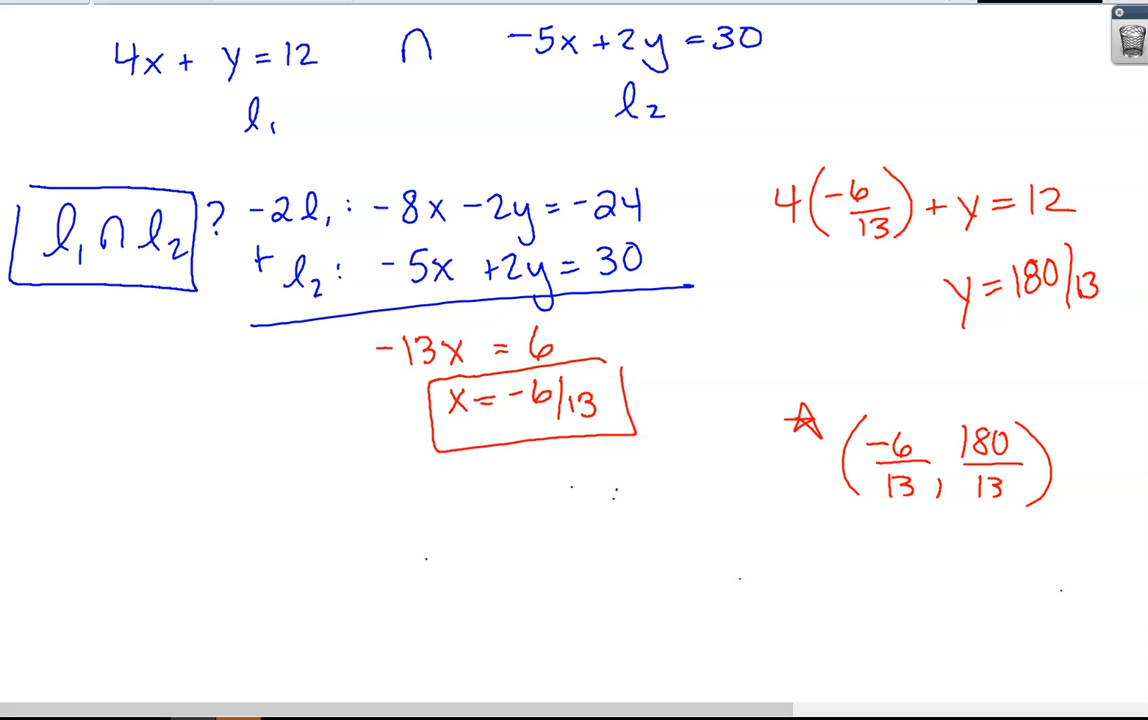 4x + y = 12 ∩ -5x + 2y = 30
l₁ l₂
l₁ ∩ l₂ ? -2l₁ : -8x - 2y = -24
+ l₂ : -5x + 2y = 30
-13x = 6
x = -6/13
4(-6/13) + y = 12
y = 180/13
☆ (-6/13, 180/13)